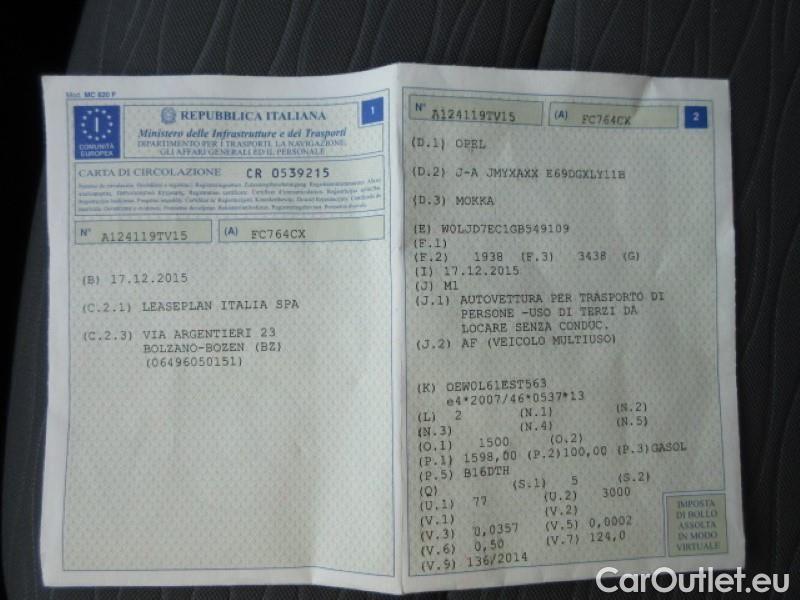 Mod. MC 820 F
I
COMUNITÀ
EUROPEA
REPUBBLICA ITALIANA
1
Ministero delle Infrastrutture e dei Trasporti
DIPARTIMENTO PER I TRASPORTI, LA NAVIGAZIONE,
GLI AFFARI GENERALI ED IL PERSONALE
CARTA DI CIRCOLAZIONE CR 0539215
N° A124119TV15 (A) FC764CX
(B) 17.12.2015
(C.2.1) LEASEPLAN ITALIA SPA
(C.2.3) VIA ARGENTIERI 23
BOLZANO-BOZEN (BZ)
(06496050151)
N° A124119TV15 (A) FC764CX 2
(D.1) OPEL
(D.2) J-A JMYXAXX E69DGXLY11B
(D.3) MOKKA
(E) W0LJD7EC1GB549109
(F.1)
(F.2) 1938 (F.3) 3438 (G)
(I) 17.12.2015
(J) M1
(J.1) AUTOVETTURA PER TRASPORTO DI
PERSONE -USO DI TERZI DA
LOCARE SENZA CONDUC.
(J.2) AF (VEICOLO MULTIUSO)
(K) OEW0L61EST563
e4*2007/46*0537*13
(L) 2 (N.1) (N.2)
(N.3) (N.4) (N.5)
(O.1) 1500 (O.2)
(P.1) 1598,00 (P.2)100,00 (P.3)GASOL
(P.5) B16DTH
(Q) (S.1) 5 (S.2)
(U.1) 77 (U.2) 3000
(V.1) (V.2)
(V.3) 0,0357 (V.5) 0,0002
(V.6) 0,50 (V.7) 124,0
(V.9) 136/2014
IMPOSTA
DI BOLLO
ASSOLTA
IN MODO
VIRTUALE
CarOutlet.eu